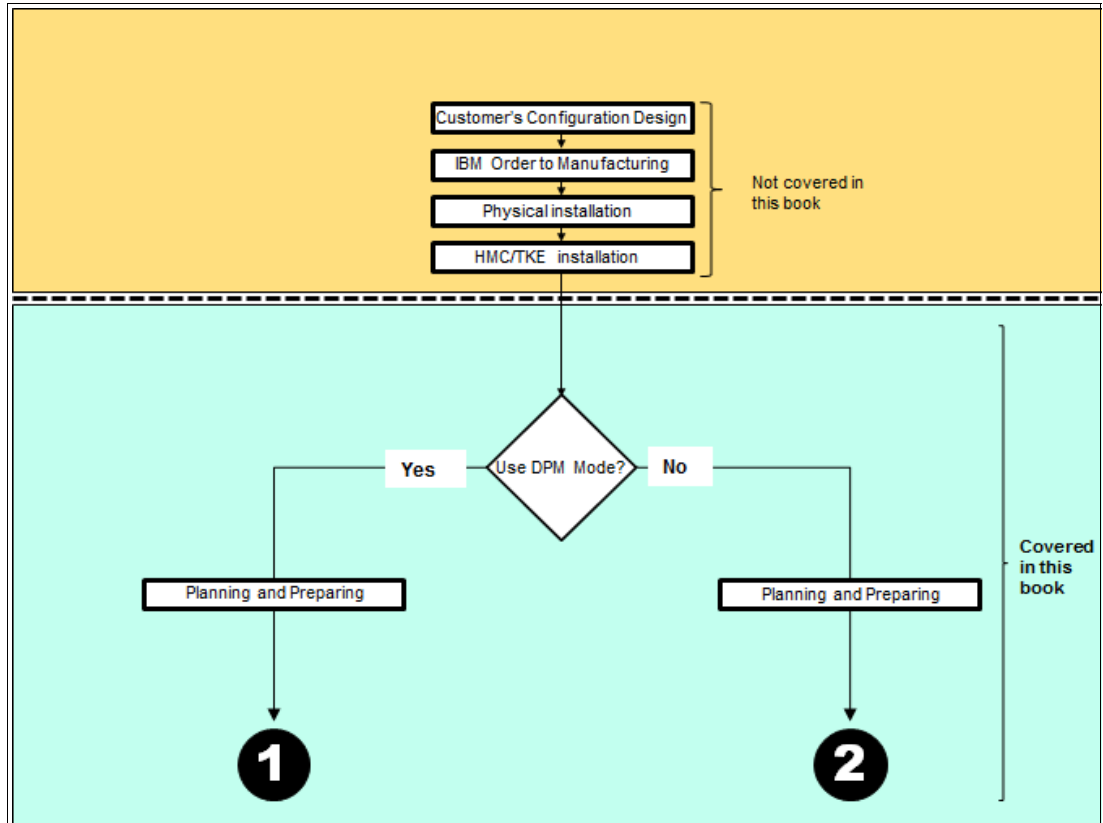 Customer's Configuration Design
IBM Order to Manufacturing
Physical installation
HMC/TKE installation
Not covered in
this book
Use DPM Mode?
Yes
No
Planning and Preparing
Planning and Preparing
Covered
in this
book
1
2